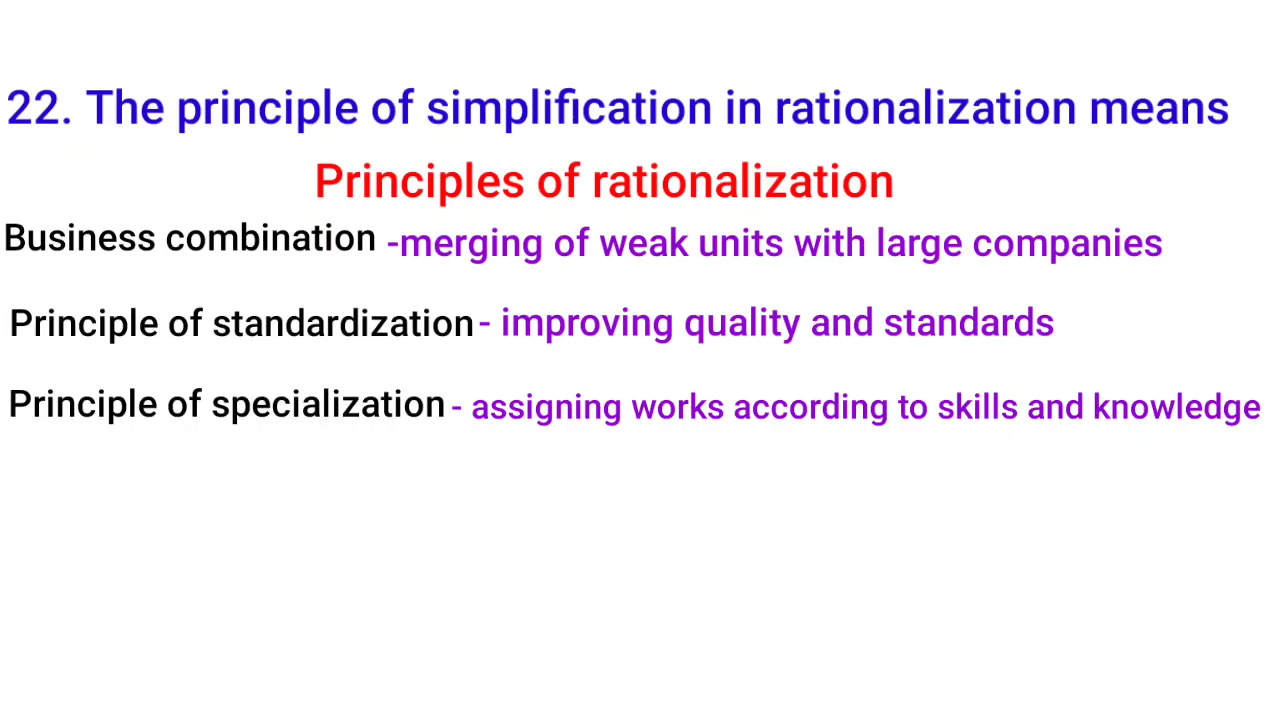 22. The principle of simplification in rationalization means
Principles of rationalization
Business combination -merging of weak units with large companies
Principle of standardization - improving quality and standards
Principle of specialization - assigning works according to skills and knowledge